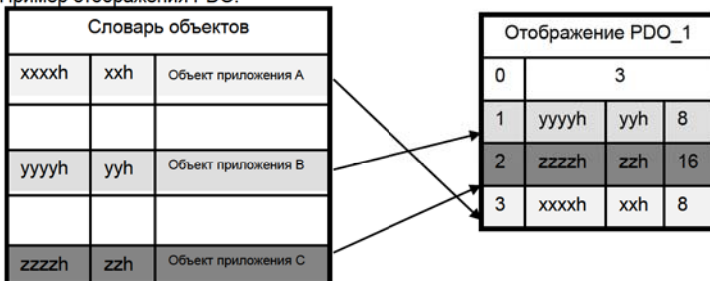 Пример отображения PDO:
Словарь объектов
xxxxh xxh Объект приложения A
yyyyh yyh Объект приложения B
zzzzh zzh Объект приложения C
Отображение PDO_1
0 3
1 yyyyh yyh 8
2 zzzzh zzh 16
3 xxxxh xxh 8